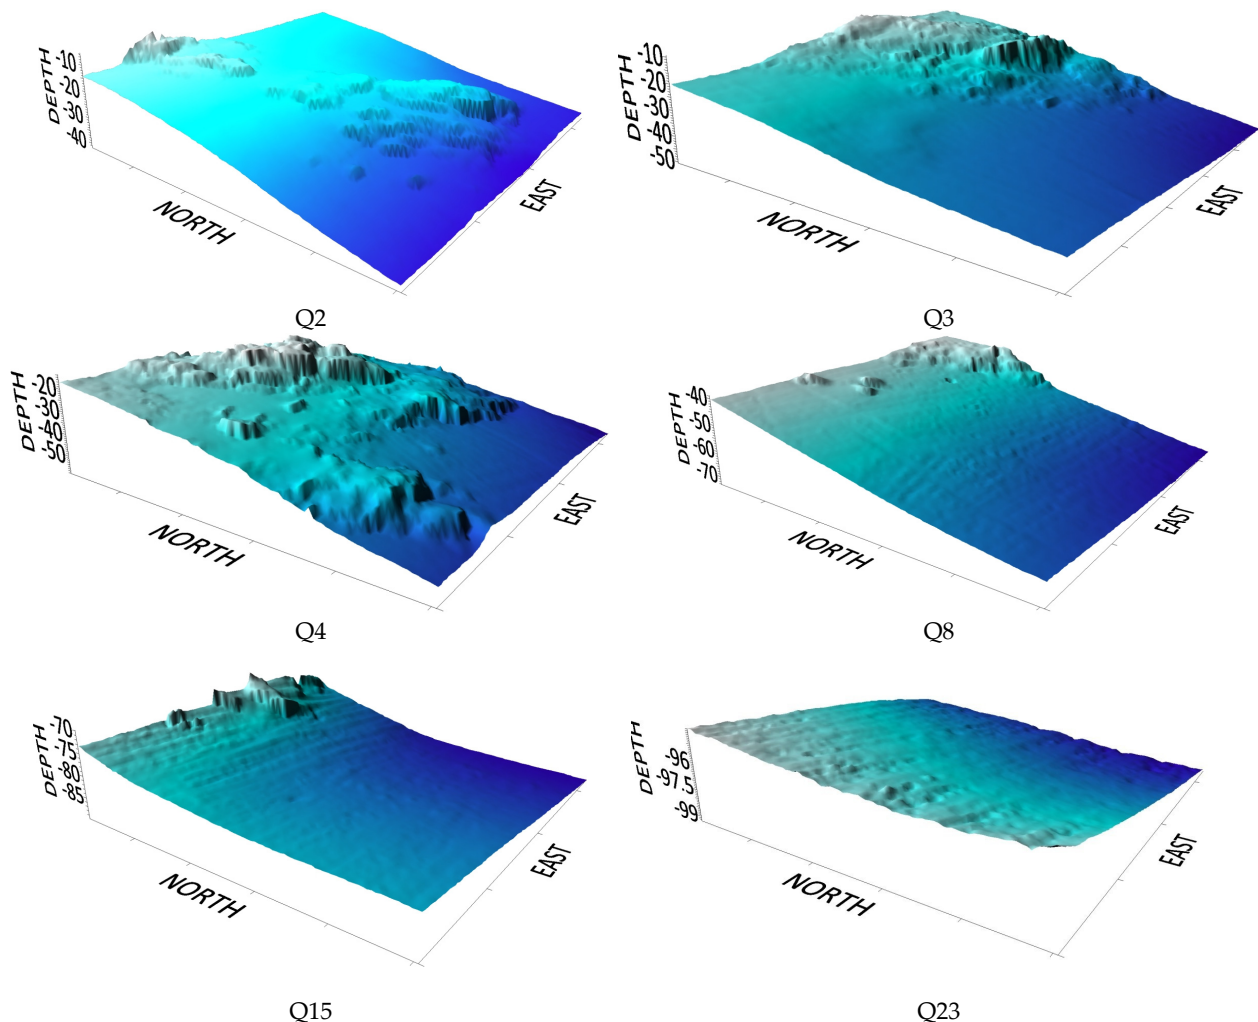 DEPTH
-10
-20
-30
-40
NORTH
EAST
Q2
DEPTH
-10
-20
-30
-40
-50
NORTH
EAST
Q3
DEPTH
-20
-30
-40
-50
NORTH
EAST
Q4
DEPTH
-40
-50
-60
-70
NORTH
EAST
Q8
DEPTH
-70
-75
-80
-85
NORTH
EAST
Q15
DEPTH
-96
-97.5
-99
NORTH
EAST
Q23